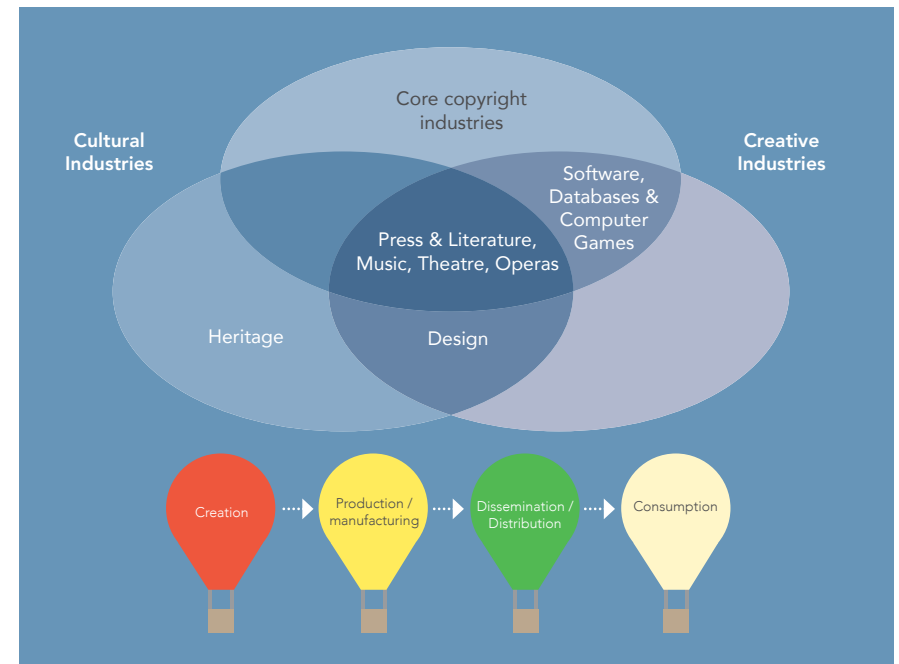 Core copyright
industries
Cultural
Industries
Creative
Industries
Software,
Databases &
Computer
Games
Press & Literature,
Music, Theatre, Operas
Heritage
Design
Creation
Production /
manufacturing
Dissemination /
Distribution
Consumption